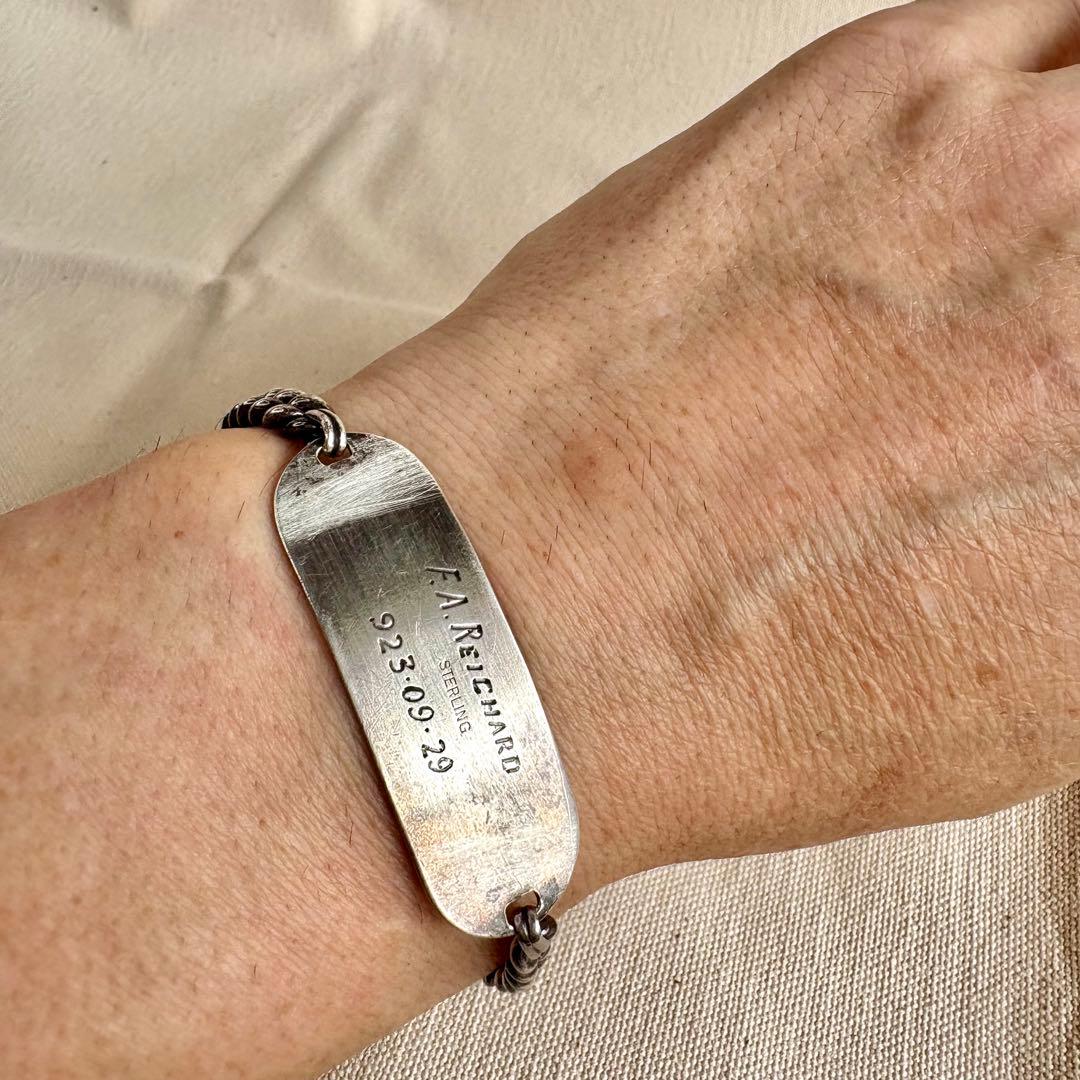 F.A. REICHARD
STERLING
923·09·29